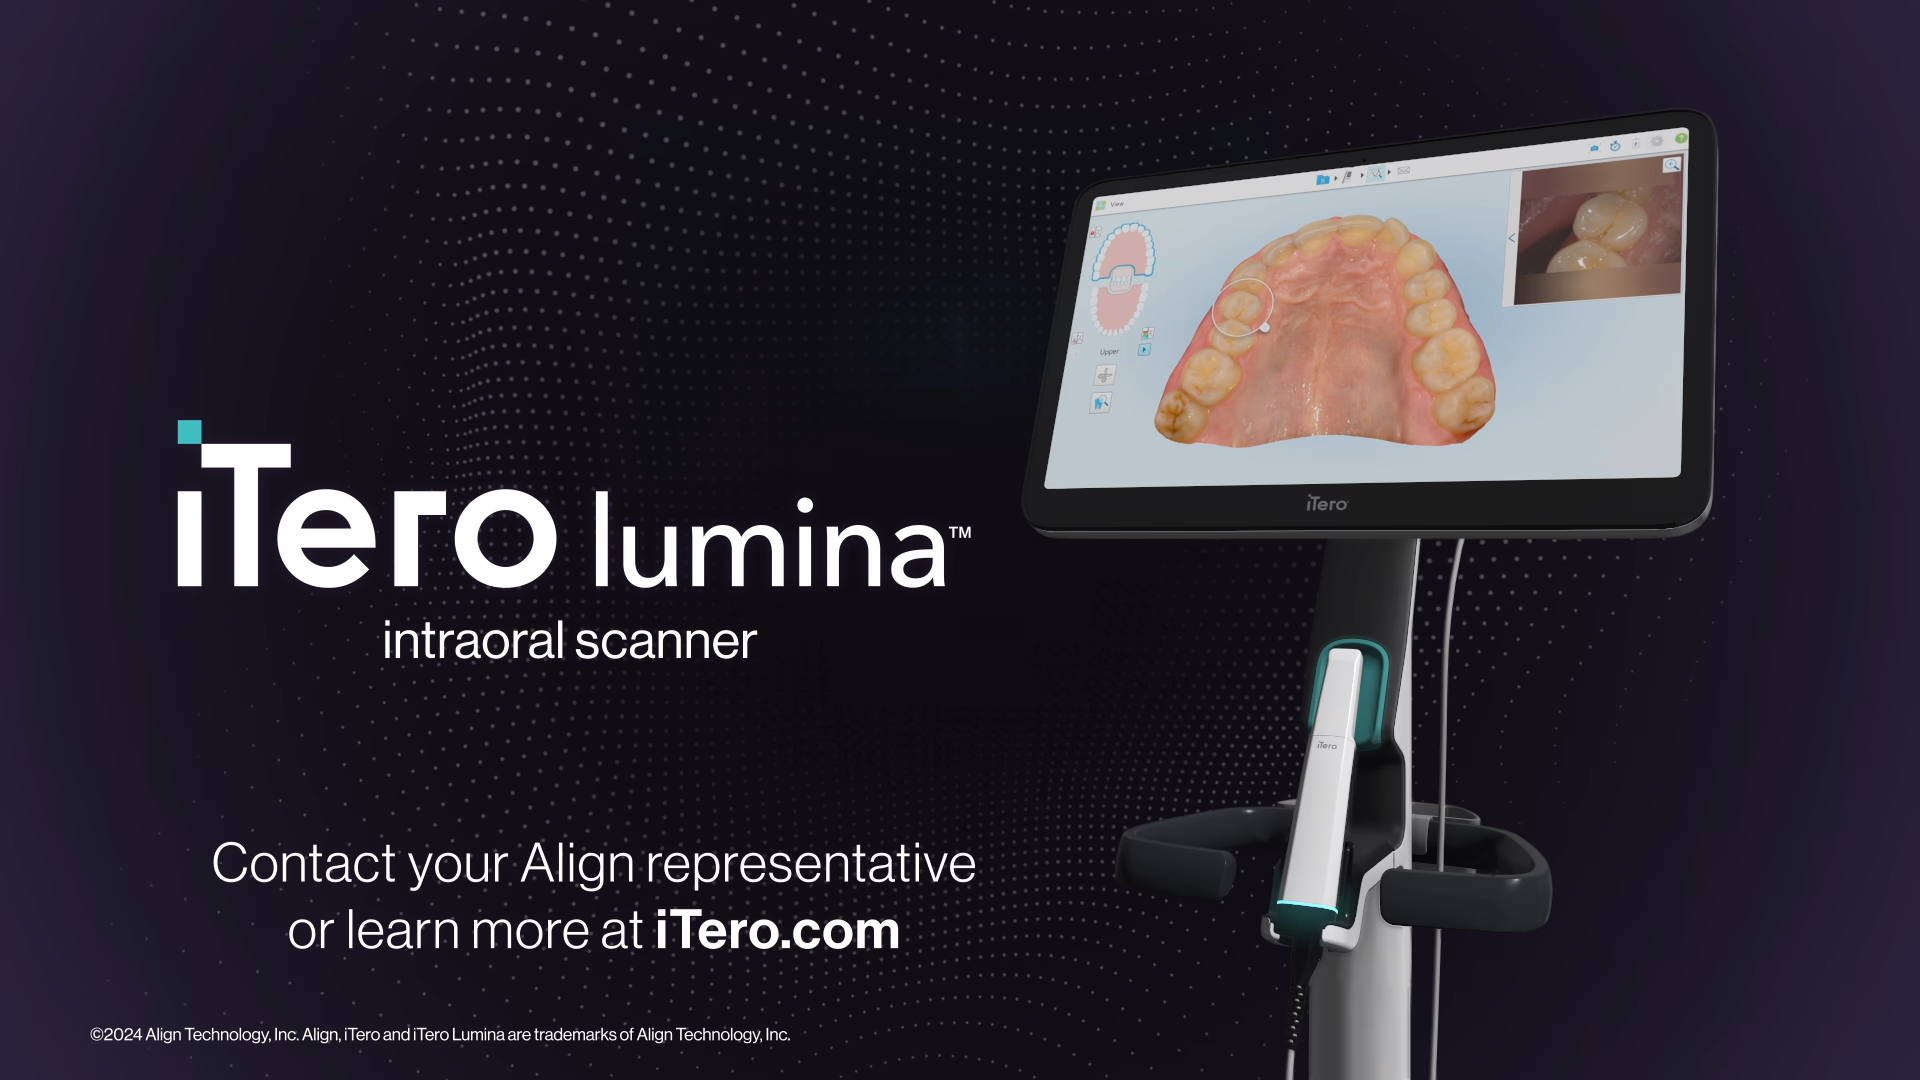 iTero lumina™
intraoral scanner
Contact your Align representative
or learn more at iTero.com
©2024 Align Technology, Inc. Align, iTero and iTero Lumina are trademarks of Align Technology, Inc.
View
Upper
iTero
iTero